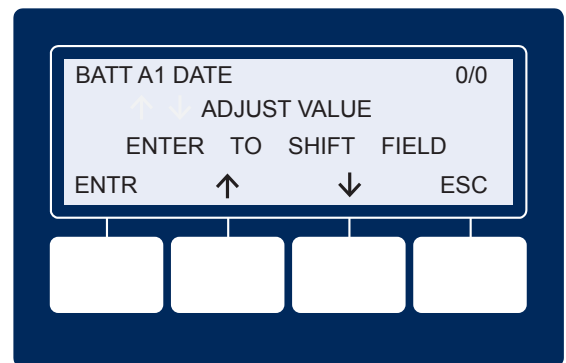 BATT A1 DATE 0/0
↑ ↓ ADJUST VALUE
ENTER TO SHIFT FIELD
ENTR ↑ ↓ ESC